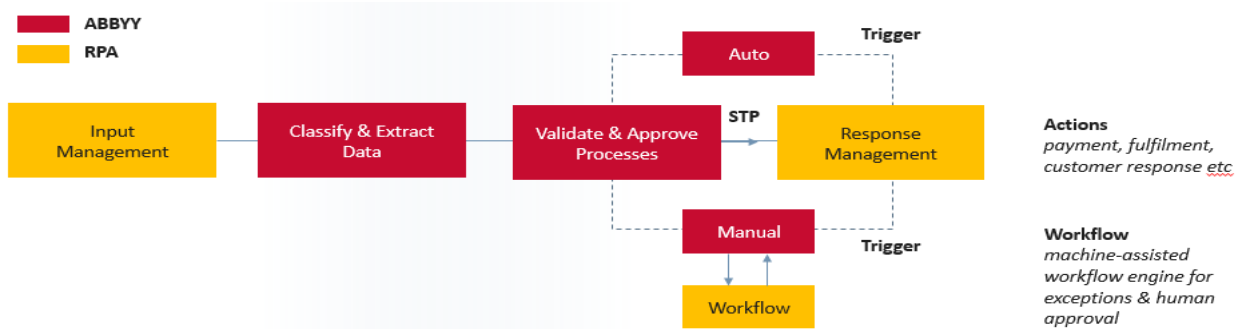 ABBYY
RPA
Auto
Trigger
Input
Management
Classify & Extract
Data
Validate & Approve
Processes
STP
Response
Management
Actions
payment, fulfilment,
customer response etc
Manual
Trigger
Workflow
Workflow
machine-assisted
workflow engine for
exceptions & human
approval